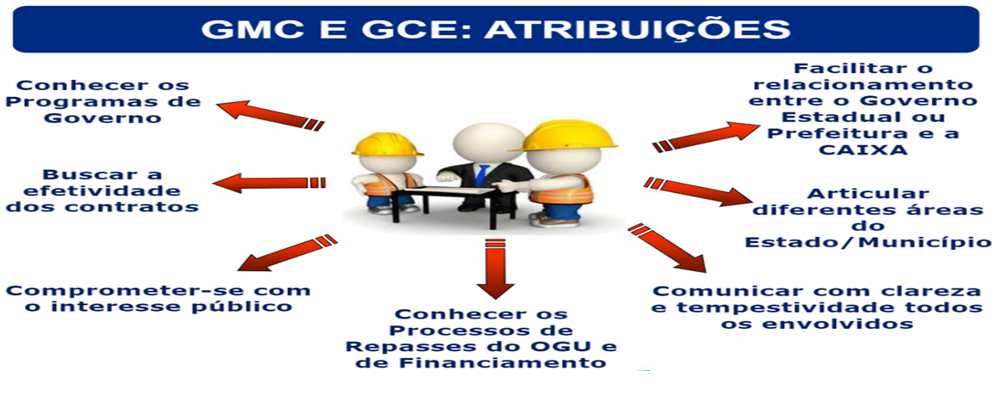 GMC E GCE: ATRIBUIÇÕES
Conhecer os
Programas de
Governo
Buscar a
efetividade
dos contratos
Comprometer-se com
o interesse público
Conhecer os
Processos de
Repasses do OGU e
de Financiamento
Facilitar o
relacionamento
entre o Governo
Estadual ou
Prefeitura e a
CAIXA
Articular
diferentes áreas
do
Estado/Município
Comunicar com clareza
e tempestividade todos
os envolvidos